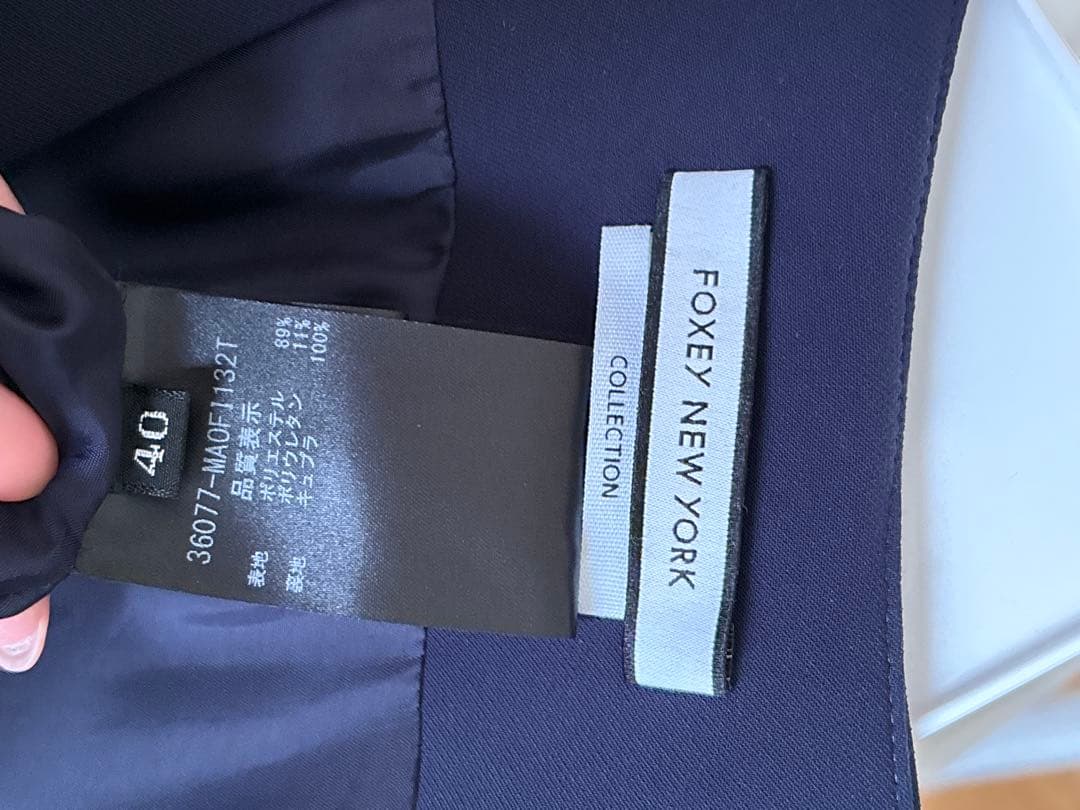 FOXEY NEW YORK
COLLECTION
40
36077-MAOF1132T
品質表示
表地 ポリエステル 89%
ポリウレタン 11%
裏地 キュプラ 100%